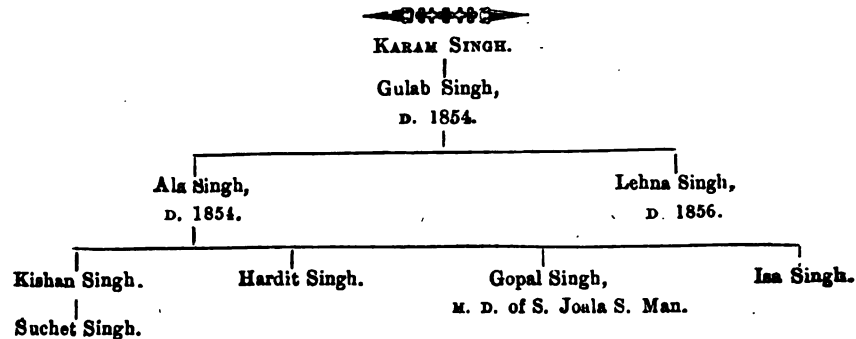 KARAM SINGH.
Gulab Singh,
D. 1854.
Ala Singh,
D. 1854.
Lehna Singh,
D. 1856.
Kishan Singh.
Hardit Singh.
Gopal Singh,
M. D. of S. Joala S. Man.
Isa Singh.
Suchet Singh.